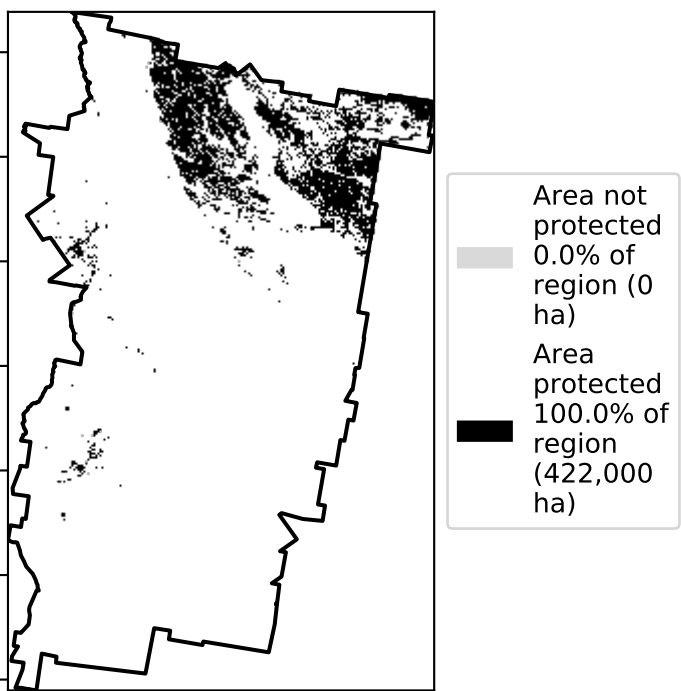 Area not
protected
0.0% of
region (0
ha)
Area
protected
100.0% of
region
(422,000
ha)